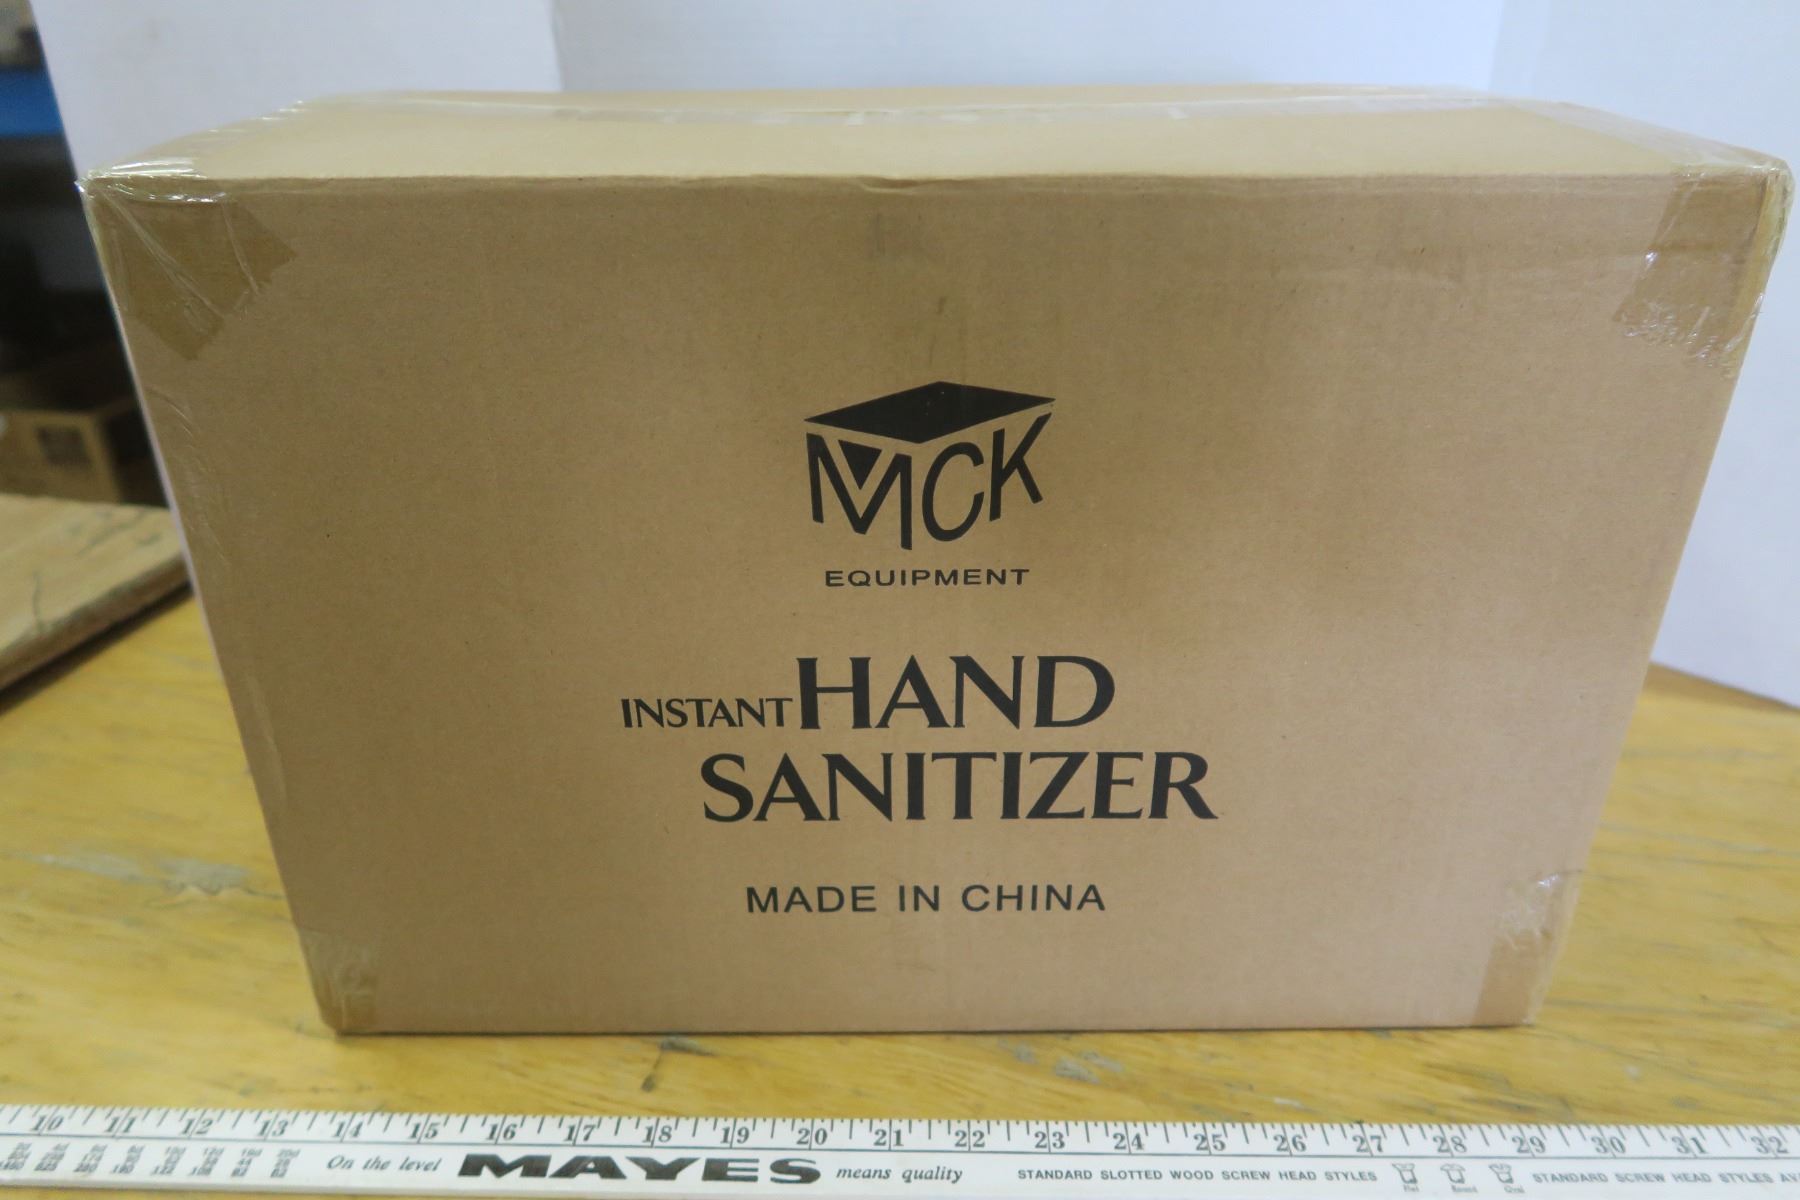 MCK
EQUIPMENT
INSTANT HAND
SANITIZER
MADE IN CHINA
10 11 12 13 14 15 16 17 18 19 20 21 22 23 24 25 26 27 28 29 30 31 32
On the level MAYES means quality STANDARD SLOTTED WOOD SCREW HEAD STYLES STANDARD SCREW HEAD STYLES